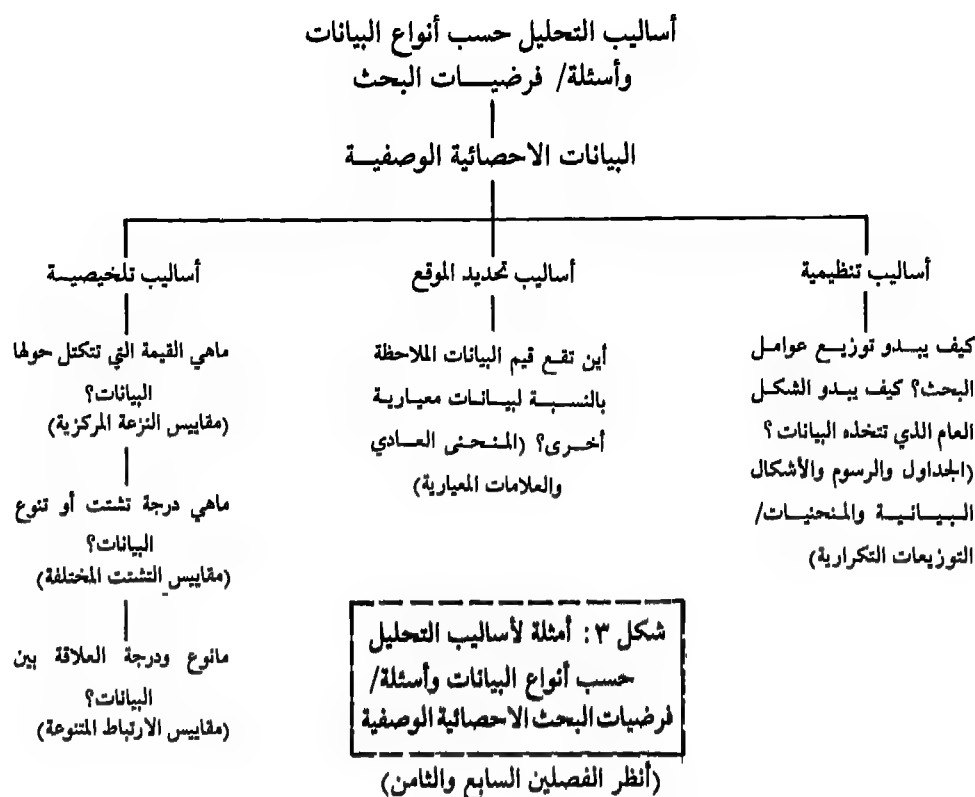 أساليب التحليل حسب أنواع البيانات
وأسئلة/ فرضيات البحث
البيانات الاحصائية الوصفية
أساليب تنظيمية
كيف يبدو توزيع عوامل
البحث؟ كيف يبدو الشكل
العام الذي تتخذه البيانات؟
(الجداول والرسوم والأشكال
البيانية والمنحنيات/
التوزيعات التكرارية)
أساليب تحديد الموقع
أين تقع قيم البيانات الملاحظة
بالنسبة لبيانات معيارية
أخرى؟ (المنحنى العادي
والعلامات المعيارية)
أساليب تلخيصية
ماهي القيمة التي تتكتل حولها
البيانات؟
(مقاييس النزعة المركزية)
ماهي درجة تشتت أو تنوع
البيانات؟
(مقاييس التشتت المختلفة)
مانوع ودرجة العلاقة بين
البيانات؟
(مقاييس الارتباط المتنوعة)
شكل ٣: أمثلة لأساليب التحليل
حسب أنواع البيانات وأسئلة/
فرضيات البحث الاحصائية الوصفية
(أنظر الفصلين السابع والثامن)